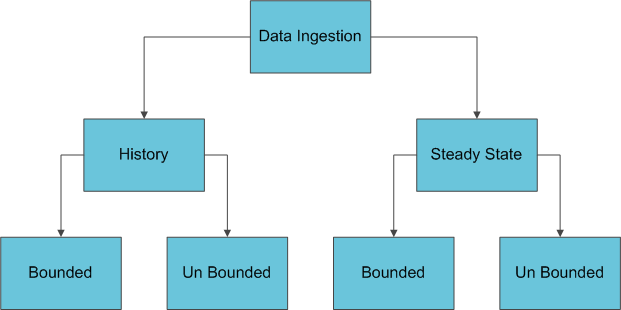 Data Ingestion
History
Steady State
Bounded
Un Bounded
Bounded
Un Bounded